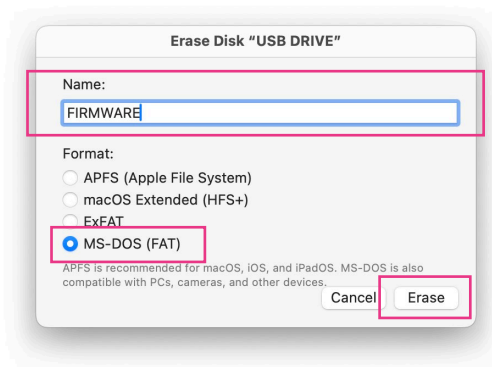 Erase Disk “USB DRIVE”
Name:
FIRMWARE
Format:
APFS (Apple File System)
macOS Extended (HFS+)
ExFAT
MS-DOS (FAT)
APFS is recommended for macOS, iOS, and iPadOS. MS-DOS is also
compatible with PCs, cameras, and other devices.
Cancel
Erase